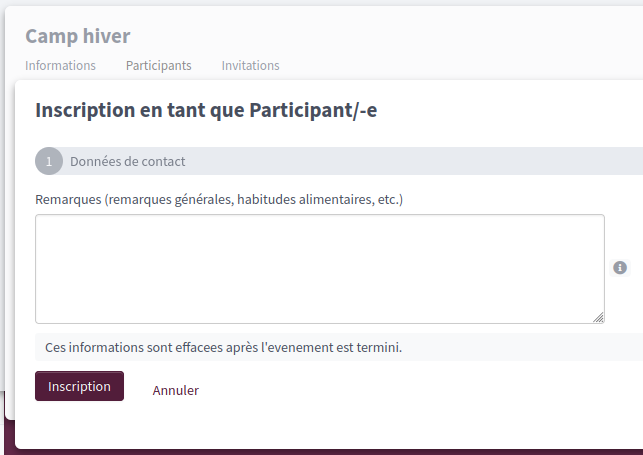 Camp hiver
Informations Participants Invitations
Inscription en tant que Participant/-e
1 Données de contact
Remarques (remarques générales, habitudes alimentaires, etc.)
Ces informations sont effacees après l'evenement est termini.
Inscription Annuler